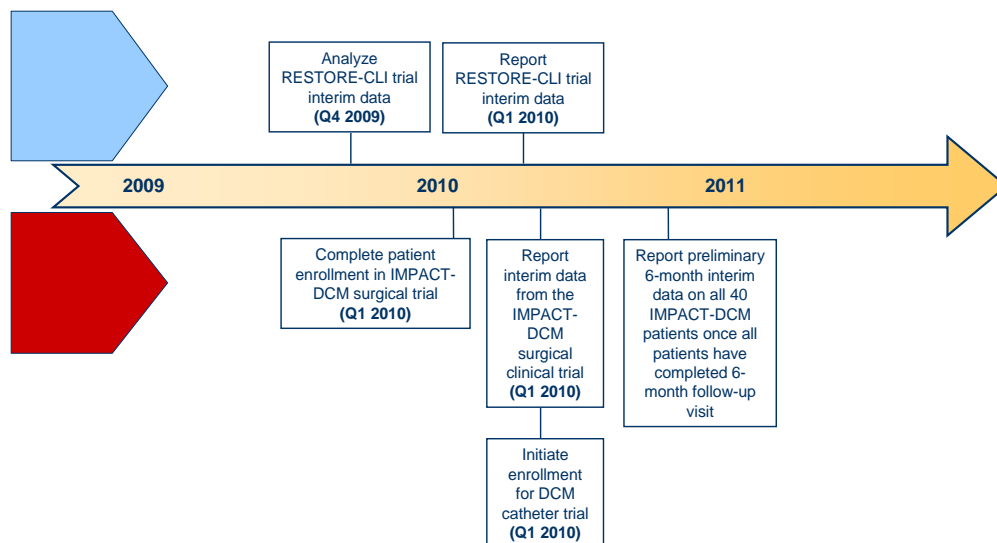 Analyze
RESTORE-CLI trial
interim data
(Q4 2009)
Report
RESTORE-CLI trial
interim data
(Q1 2010)
2009
2010
2011
Complete patient
enrollment in IMPACT-
DCM surgical trial
(Q1 2010)
Report
interim data
from the
IMPACT-
DCM
surgical
clinical trial
(Q1 2010)
Report preliminary
6-month interim
data on all 40
IMPACT-DCM
patients once all
patients have
completed 6-
month follow-up
visit
Initiate
enrollment
for DCM
catheter trial
(Q1 2010)